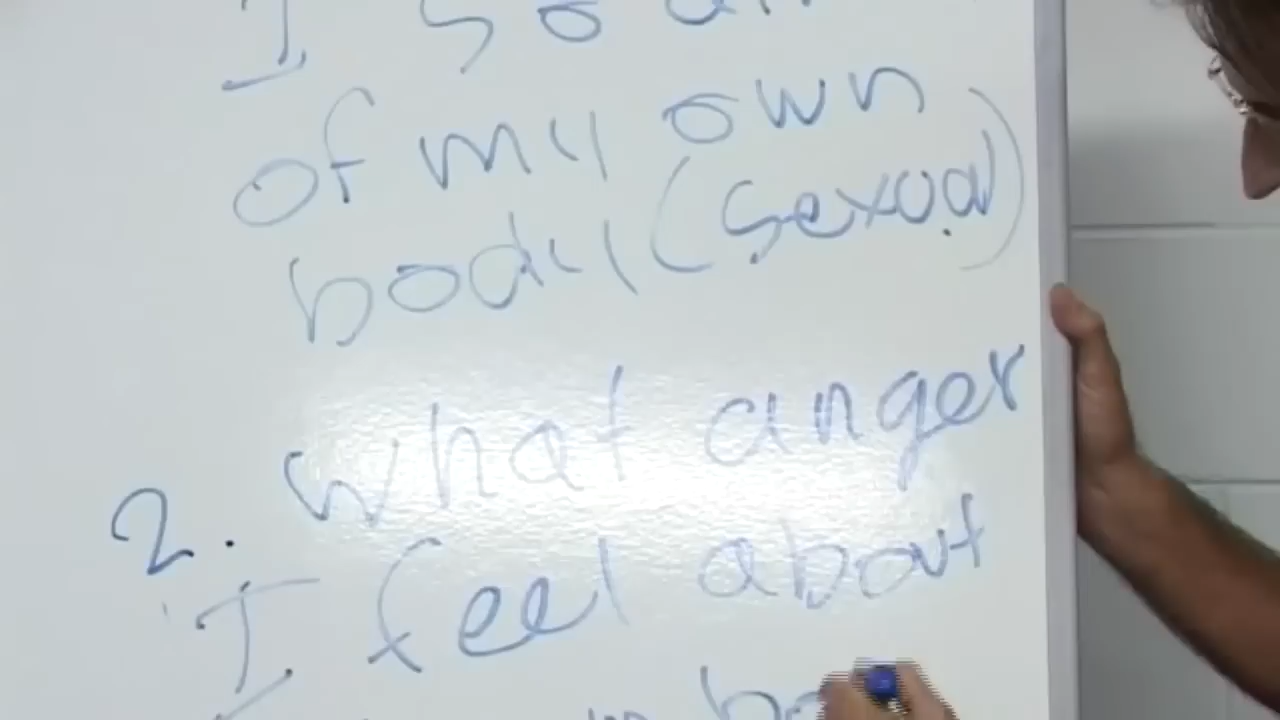 I
of my own
body (sexual)
2. what anger
I feel about